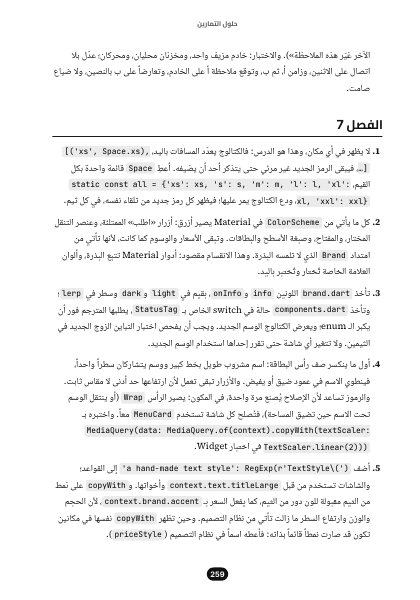 حلول التمارين
الآخر غيّر هذه الملاحظة»). والاختبار: خادم مزيف واحد، ومخزنان محليان، ومحركان؛ عدّل بلا
اتصال على الاثنين، وزامن أ، ثم ب، وتوقع ملاحظة أ على الخادم، وتعارضاً على ب بالنصين، ولا ضياع
صامت.
الفصل 7
1. لا يظهر في أي مكان، وهذا هو الدرس: فالكتالوج يعدّد المسافات باليد، [('xs', Space.xs),
…]، فيبقى الرمز الجديد غير مرئي حتى يتذكر أحد أن يضيفه. أعطِ Space قائمة واحدة بكل
القيم، static const all = {'xs': xs, 's': s, 'm': m, 'l': l, 'xl':
xl, 'xxl': xxl}، ودع الكتالوج يمر عليها؛ فيظهر كل رمز جديد من تلقاء نفسه، في كل ثيم.
2. كل ما يأتي من ColorScheme في Material يصير أزرق: أزرار «اطلب» الممتلئة، وعنصر التنقل
المختار، والمفتاح، وصبغة الأسطح والبطاقات. وتبقى الأسعار والوسوم كما كانت، لأنها تأتي من
امتداد Brand الذي لا تلمسه البذرة. وهذا الانقسام مقصود: أدوار Material تتبع البذرة، وألوان
العلامة الخاصة تُختار وتُختبر باليد.
3. تأخذ brand.dart اللونين info و onInfo، بقيم في light و dark وسطر في lerp؛
وتأخذ components.dart حالة في switch الخاص بـ StatusTag، يطلبها المترجم فور أن
يكبر الـ enum؛ ويعرض الكتالوج الوسم الجديد. ويجب أن يفحص اختبار التباين الزوج الجديد في
الثيمين. ولا تتغير أي شاشة حتى تقرر إحداها استخدام الوسم الجديد.
4. أول ما ينكسر صف رأس البطاقة: اسم مشروب طويل بخط كبير ووسم يتشاركان سطراً واحداً،
فينطوي الاسم في عمود ضيق أو يفيض. والأزرار تبقى تعمل لأن ارتفاعها حد أدنى لا مقاس ثابت.
والرموز تساعد لأن الإصلاح يُصنع مرة واحدة، في المكون: يصير الرأس Wrap (أو ينتقل الوسم
تحت الاسم حين تضيق المساحة)، فتُصلح كل شاشة تستخدم MenuCard معاً. واختبره بـ
MediaQuery(data: MediaQuery.of(context).copyWith(textScaler:
TextScaler.linear(2))) في اختبار Widget.
5. أضف 'a hand-made text style': RegExp(r'TextStyle\(') إلى القواعد؛
والشاشات تستخدم من قبل context.text.titleLarge وأخواتها. و copyWith على نمط
من الثيم مقبولة للون دور من الثيم، كما يفعل السعر بـ context.brand.accent، لأن الحجم
والوزن وارتفاع السطر ما زالت تأتي من نظام التصميم. وحين تظهر copyWith نفسها في مكانين
تكون قد صارت نمطاً قائماً بذاته: فأعطه اسماً في نظام التصميم (priceStyle).
259